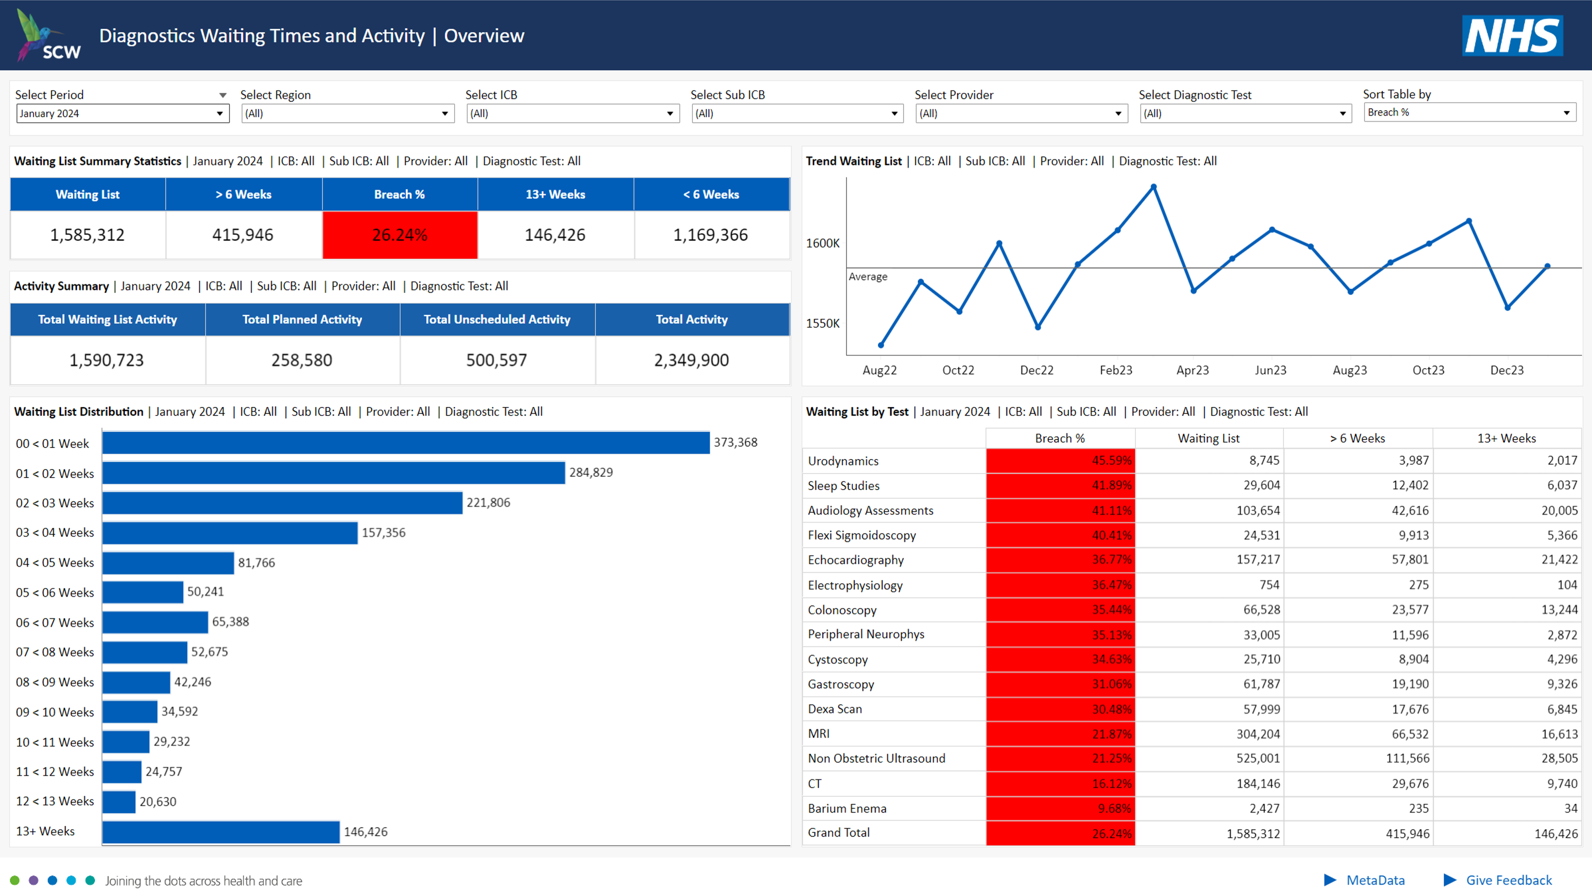 SCW
Diagnostics Waiting Times and Activity | Overview
NHS
Select Period
Select Region
Select ICB
Select Sub ICB
Select Provider
Select Diagnostic Test
Sort Table by
January 2024
(All)
(All)
(All)
(All)
(All)
Breach %
Waiting List Summary Statistics | January 2024 | ICB: All | Sub ICB: All | Provider: All | Diagnostic Test: All
Waiting List > 6 Weeks Breach % 13+ Weeks < 6 Weeks
1,585,312 415,946 26.24% 146,426 1,169,366
Activity Summary | January 2024 | ICB: All | Sub ICB: All | Provider: All | Diagnostic Test: All
Total Waiting List Activity Total Planned Activity Total Unscheduled Activity Total Activity
1,590,723 258,580 500,597 2,349,900
Trend Waiting List | ICB: All | Sub ICB: All | Provider: All | Diagnostic Test: All
1600K
Average
1550K
Aug22 Oct22 Dec22 Feb23 Apr23 Jun23 Aug23 Oct23 Dec23
Waiting List Distribution | January 2024 | ICB: All | Sub ICB: All | Provider: All | Diagnostic Test: All
00 < 01 Week 373,368
01 < 02 Weeks 284,829
02 < 03 Weeks 221,806
03 < 04 Weeks 157,356
04 < 05 Weeks 81,766
05 < 06 Weeks 50,241
06 < 07 Weeks 65,388
07 < 08 Weeks 52,675
08 < 09 Weeks 42,246
09 < 10 Weeks 34,592
10 < 11 Weeks 29,232
11 < 12 Weeks 24,757
12 < 13 Weeks 20,630
13+ Weeks 146,426
Waiting List by Test | January 2024 | ICB: All | Sub ICB: All | Provider: All | Diagnostic Test: All
Breach % Waiting List > 6 Weeks 13+ Weeks
Urodynamics 45.59% 8,745 3,987 2,017
Sleep Studies 41.89% 29,604 12,402 6,037
Audiology Assessments 41.11% 103,654 42,616 20,005
Flexi Sigmoidoscopy 40.41% 24,531 9,913 5,366
Echocardiography 36.77% 157,217 57,801 21,422
Electrophysiology 36.47% 754 275 104
Colonoscopy 35.44% 66,528 23,577 13,244
Peripheral Neurophys 35.13% 33,005 11,596 2,872
Cystoscopy 34.63% 25,710 8,904 4,296
Gastroscopy 31.06% 61,787 19,190 9,326
Dexa Scan 30.48% 57,999 17,676 6,845
MRI 21.87% 304,204 66,532 16,613
Non Obstetric Ultrasound 21.25% 525,001 111,566 28,505
CT 16.12% 184,146 29,676 9,740
Barium Enema 9.68% 2,427 235 34
Grand Total 26.24% 1,585,312 415,946 146,426
Joining the dots across health and care
MetaData
Give Feedback